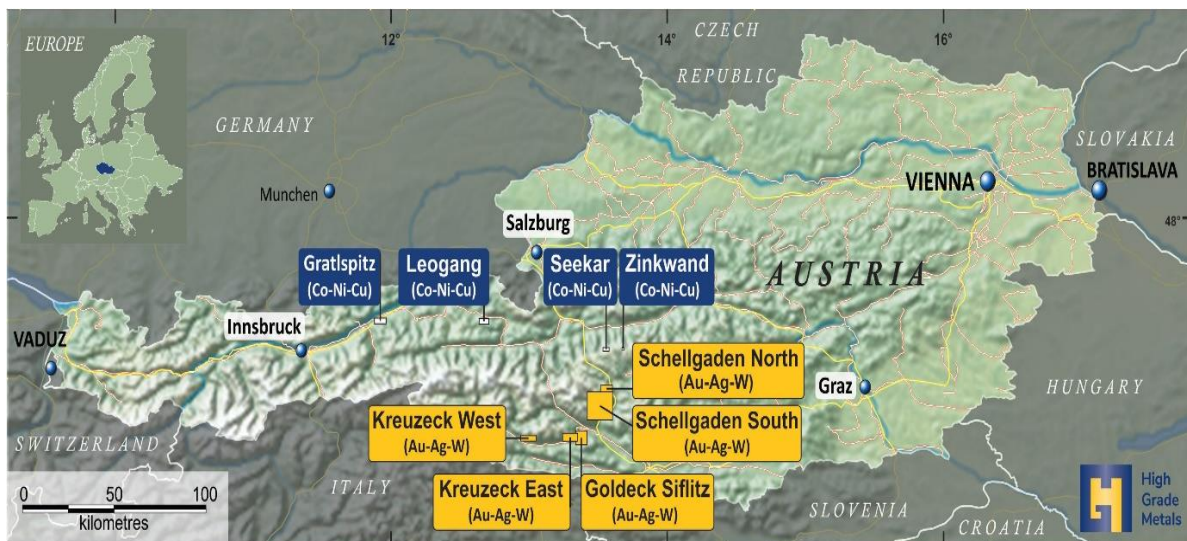 EUROPE
12
14
16
CZECH
REPUBLIC
GERMANY
SLOVAKIA
Munchen
VIENNA
BRATISLAVA
48°
Salzburg
Gratlspitz
(Co-Ni-Cu)
Leogang
(Co-Ni-Cu)
Seekar
(Co-Ni-Cu)
Zinkwand
(Co-Ni-Cu)
AUSTRIA
Innsbruck
VADUZ
Schellgaden North
(Au-Ag-W)
Graz
HUNGARY
Kreuzeck West
(Au-Ag-W)
Schellgaden South
(Au-Ag-W)
SWITZERLAND
ITALY
Kreuzeck East
(Au-Ag-W)
Goldeck Siflitz
(Au-Ag-W)
SLOVENIA
CROATIA
0 50 100
kilometres
High
Grade
Metals